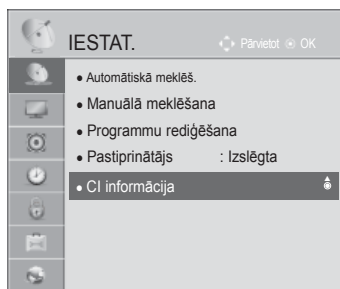 IESTAT. Pārvietot OK
• Automātiskā meklēš.
• Manuālā meklēšana
• Programmu rediģēšana
• Pastiprinātājs : Izslēgta
• CI informācija